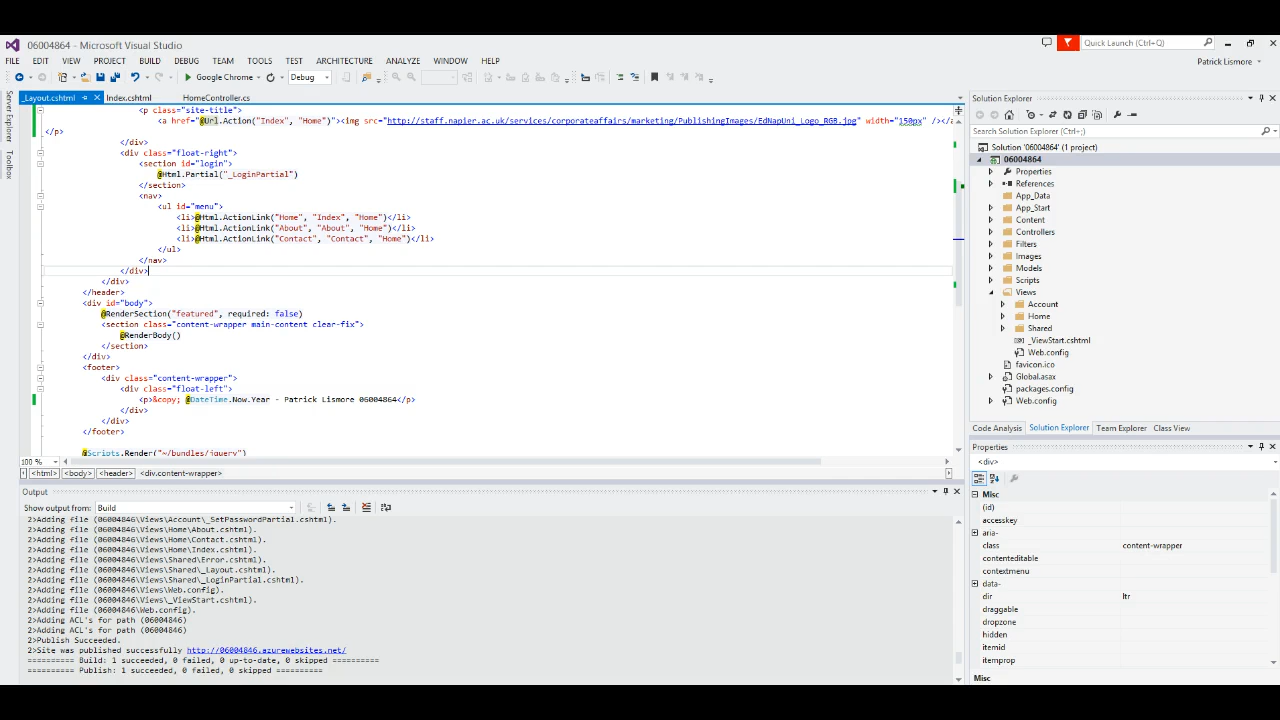 06004864 - Microsoft Visual Studio
Quick Launch (Ctrl+Q)
FILE EDIT VIEW PROJECT BUILD DEBUG TEAM TOOLS TEST ARCHITECTURE ANALYZE WINDOW HELP
Patrick Lismore
Google Chrome Debug
_Layout.cshtml Index.cshtml HomeController.cs
Server Explorer
Toolbox
<p class="site-title">
<a href="@Url.Action("Index", "Home")"><img src="http://staff.napier.ac.uk/services/corporateaffairs/marketing/PublishingImages/EdNapUni_Logo_RGB.jpg" width="150px" /></a
</p>
</div>
<div class="float-right">
<section id="login">
@Html.Partial("_LoginPartial")
</section>
<nav>
<ul id="menu">
<li>@Html.ActionLink("Home", "Index", "Home")</li>
<li>@Html.ActionLink("About", "About", "Home")</li>
<li>@Html.ActionLink("Contact", "Contact", "Home")</li>
</ul>
</nav>
</div>
</div>
</header>
<div id="body">
@RenderSection("featured", required: false)
<section class="content-wrapper main-content clear-fix">
@RenderBody()
</section>
</div>
<footer>
<div class="content-wrapper">
<div class="float-left">
<p>&copy; @DateTime.Now.Year - Patrick Lismore 06004864</p>
</div>
</div>
</footer>
@Scripts.Render("~/bundles/jquery")
100 %
<html> <body> <header> <div.content-wrapper>
Output
Show output from: Build
2>Adding file (06004846\Views\Account\_SetPasswordPartial.cshtml).
2>Adding file (06004846\Views\Home\About.cshtml).
2>Adding file (06004846\Views\Home\Contact.cshtml).
2>Adding file (06004846\Views\Home\Index.cshtml).
2>Adding file (06004846\Views\Shared\Error.cshtml).
2>Adding file (06004846\Views\Shared\_Layout.cshtml).
2>Adding file (06004846\Views\Shared\_LoginPartial.cshtml).
2>Adding file (06004846\Views\Web.config).
2>Adding file (06004846\Views\_ViewStart.cshtml).
2>Adding file (06004846\Web.config).
2>Adding ACL's for path (06004846)
2>Adding ACL's for path (06004846)
2>Publish Succeeded.
2>Site was published successfully http://06004846.azurewebsites.net/
========== Build: 1 succeeded, 0 failed, 0 up-to-date, 0 skipped ==========
========== Publish: 1 succeeded, 0 failed, 0 skipped ==========
Solution Explorer
Search Solution Explorer (Ctrl+;)
Solution '06004864' (1 project)
06004864
Properties
References
App_Data
App_Start
Content
Controllers
Filters
Images
Models
Scripts
Views
Account
Home
Shared
_ViewStart.cshtml
Web.config
favicon.ico
Global.asax
packages.config
Web.config
Code Analysis Solution Explorer Team Explorer Class View
Properties
<div>
Misc
(id)
accesskey
aria-
class content-wrapper
contenteditable
contextmenu
data-
dir ltr
draggable
dropzone
hidden
itemid
itemprop
Misc